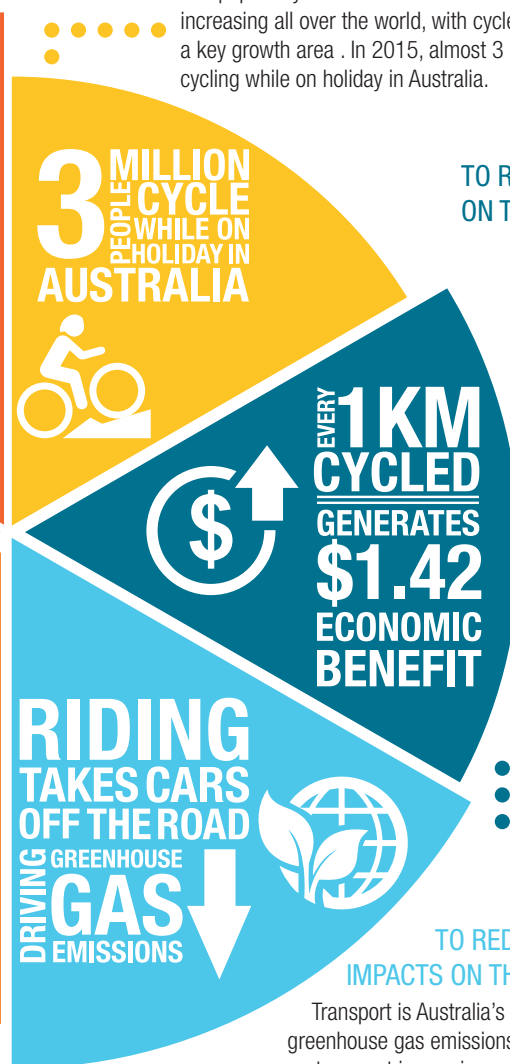 increasing all over the world, with cycle
a key growth area . In 2015, almost 3
cycling while on holiday in Australia.
3 MILLION
PEOPLE CYCLE
WHILE ON
HOLIDAY IN
AUSTRALIA
TO R
ON T
EVERY 1KM
CYCLED
GENERATES
$1.42
ECONOMIC
BENEFIT
$
RIDING
TAKES CARS
OFF THE ROAD
DRIVING GREENHOUSE
GAS
EMISSIONS
TO RED
IMPACTS ON TH
Transport is Australia's
greenhouse gas emissions